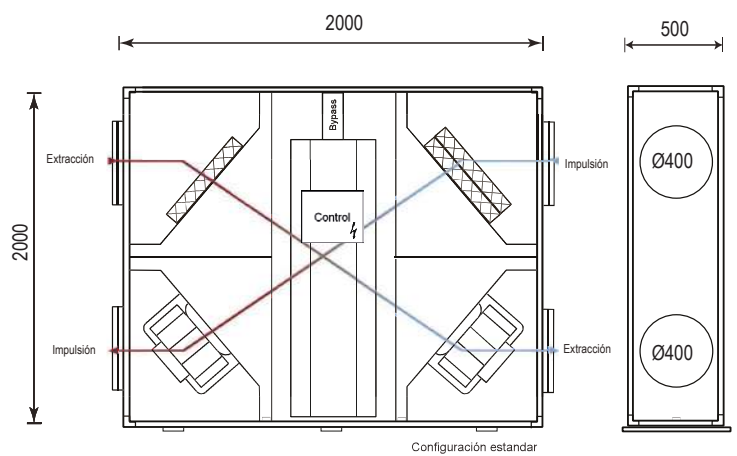 2000
500
Bypass
Extracción
Impulsión
Ø400
Control
2000
Impulsión
Extracción
Ø400
Configuración estandar